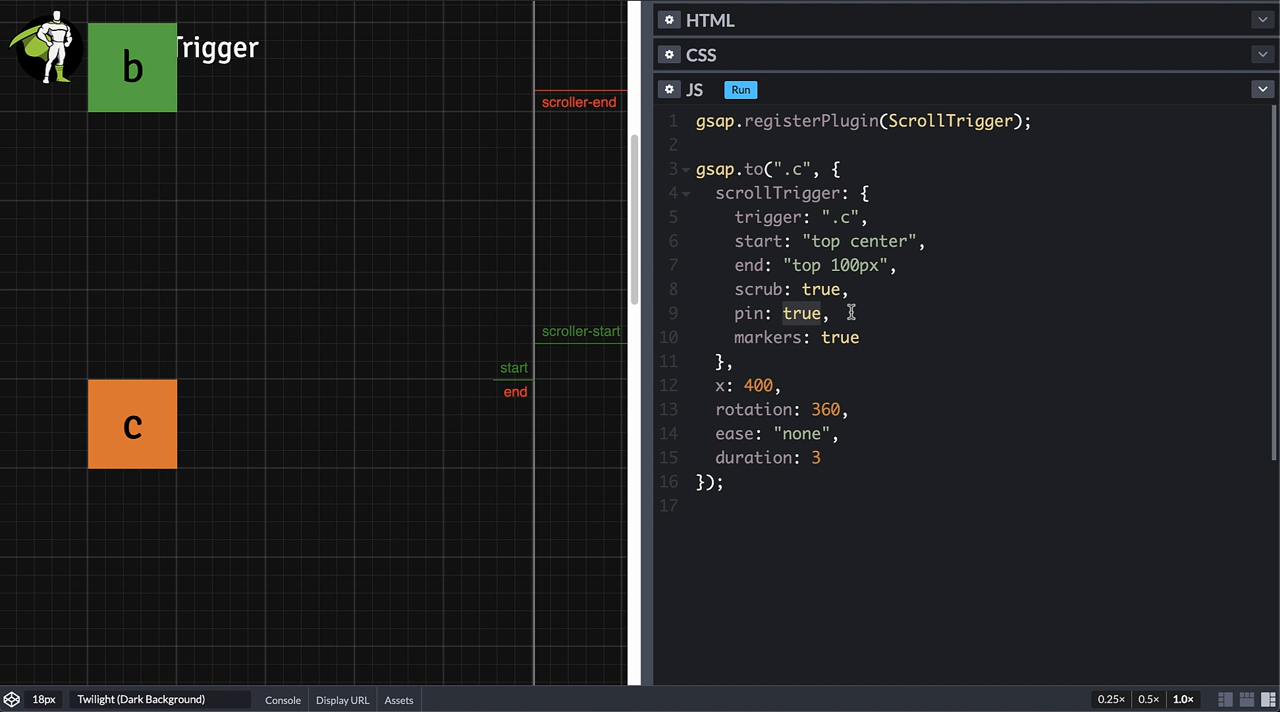 b
Trigger
scroller-end
scroller-start
start
end
c
HTML
CSS
JS
Run
1 gsap.registerPlugin(ScrollTrigger);
2
3 gsap.to(".c", {
4 scrollTrigger: {
5 trigger: ".c",
6 start: "top center",
7 end: "top 100px",
8 scrub: true,
9 pin: true,
10 markers: true
11 },
12 x: 400,
13 rotation: 360,
14 ease: "none",
15 duration: 3
16 });
17
18px
Twilight (Dark Background)
Console
Display URL
Assets
0.25×
0.5×
1.0×